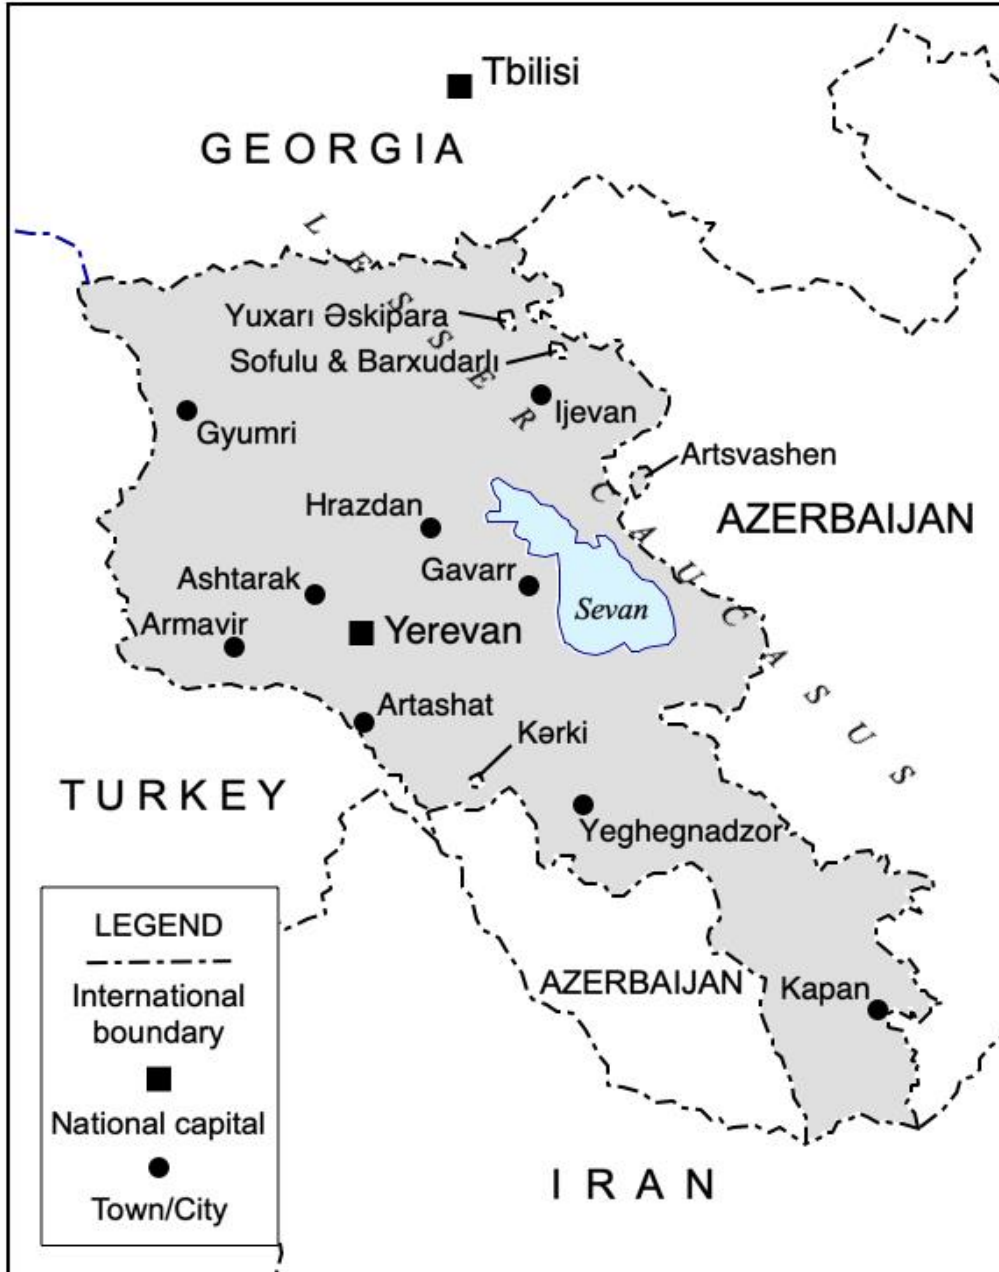 Tbilisi
GEORGIA
LESSER CAUCASUS
Yuxarı Əskipara
Sofulu & Barxudarlı
Ijevan
Gyumri
Artsvashen
Hrazdan
AZERBAIJAN
Gavarr
Ashtarak
Sevan
Armavir
Yerevan
Artashat
Kərki
TURKEY
Yeghegnadzor
LEGEND
International
boundary
National capital
Town/City
AZERBAIJAN
Kapan
IRAN